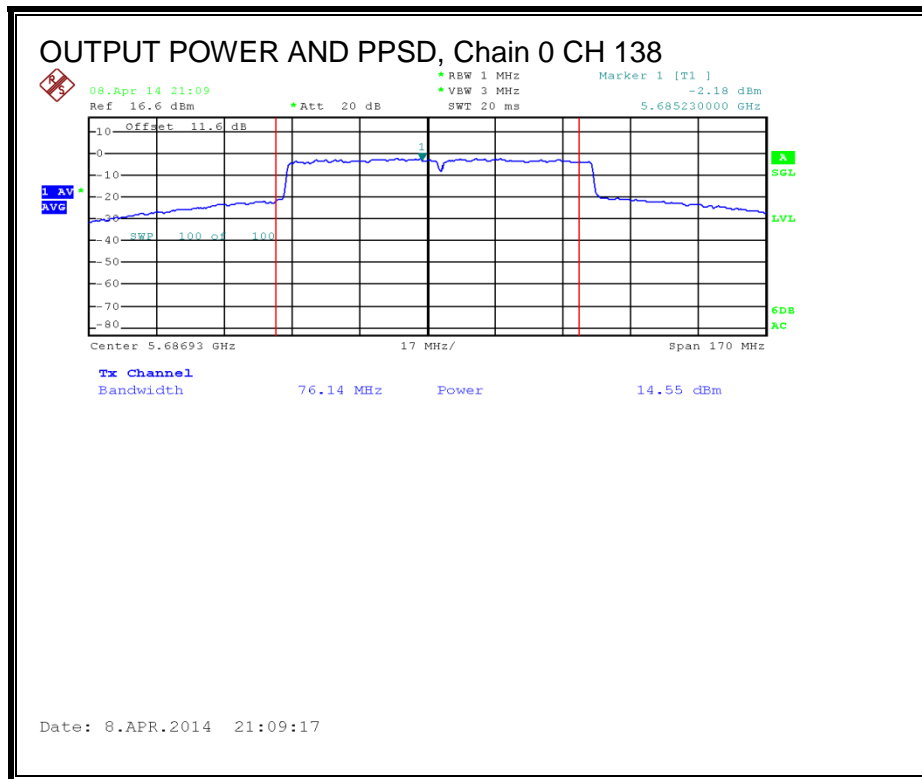 OUTPUT POWER AND PPSD, Chain 0 CH 138
R S
* RBW 1 MHz Marker 1 [T1 ]
08.Apr 14 21:09 * VBW 3 MHz -2.18 dBm
Ref 16.6 dBm * Att 20 dB SWT 20 ms 5.685230000 GHz
Offset 11.6 dB
10
0
1
A
-10
SGL
1 AV *
-20
AVG
-30
LVL
-40
SWP 100 of 100
-50
-60
-70
6DB
-80
AC
Center 5.68693 GHz 17 MHz/ Span 170 MHz
Tx Channel
Bandwidth 76.14 MHz Power 14.55 dBm
Date: 8.APR.2014 21:09:17